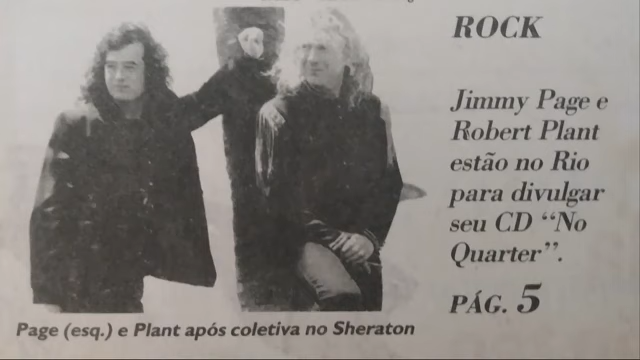 ROCK
Jimmy Page e
Robert Plant
estão no Rio
para divulgar
seu CD “No
Quarter”.
PÁG. 5
Page (esq.) e Plant após coletiva no Sheraton